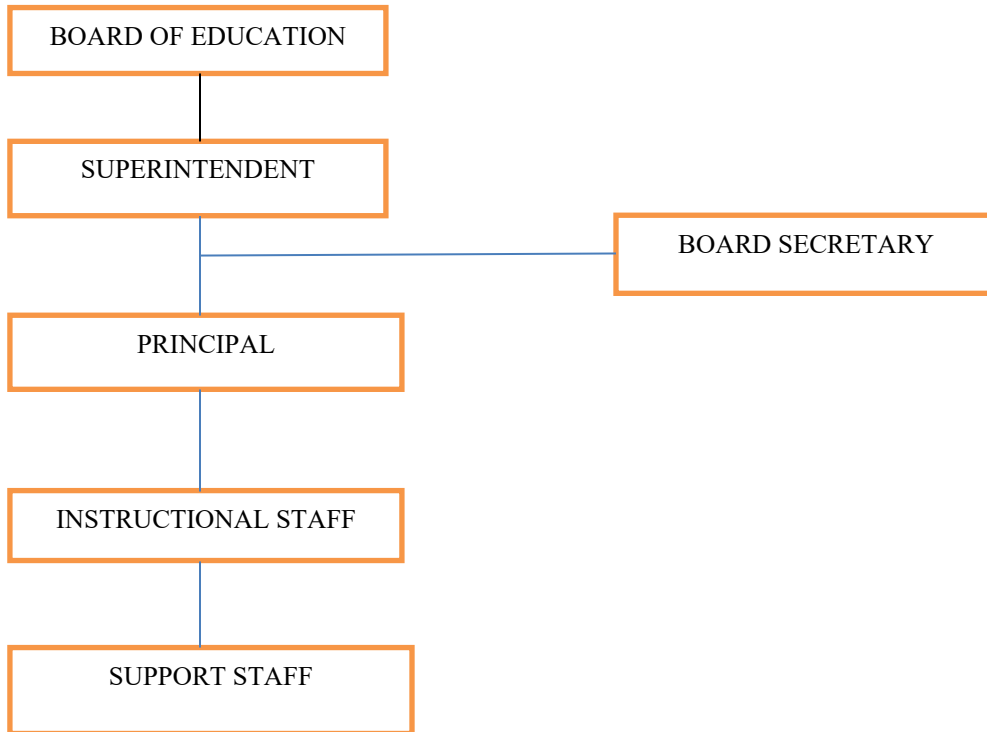 BOARD OF EDUCATION
SUPERINTENDENT
BOARD SECRETARY
PRINCIPAL
INSTRUCTIONAL STAFF
SUPPORT STAFF